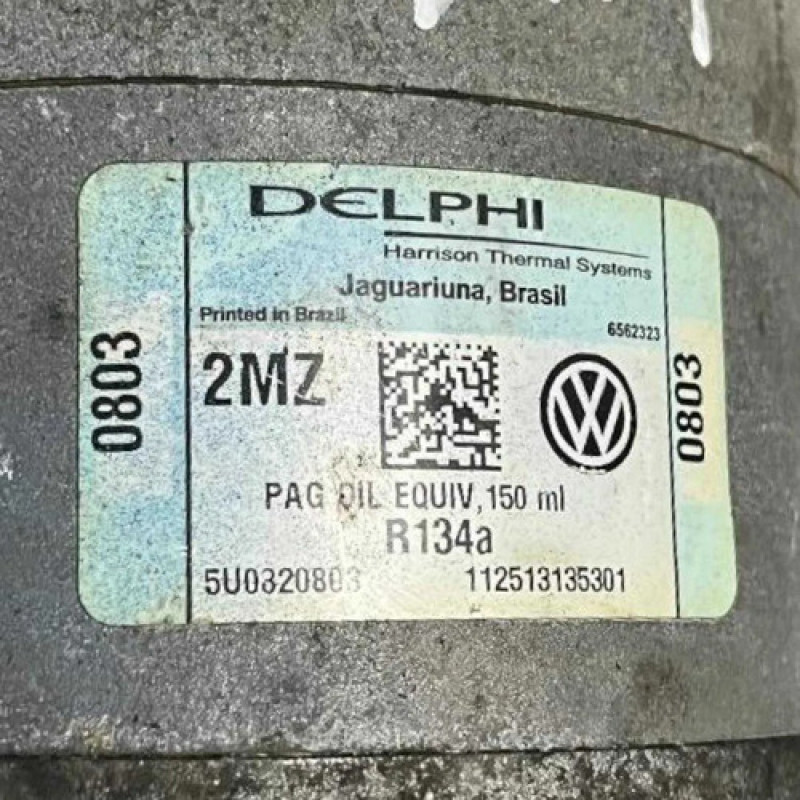 DELPHI
Harrison Thermal Systems
Jaguariuna, Brasil
Printed in Brazil
6562323
0803
2MZ
0803
PAG OIL EQUIV, 150 ml
R134a
5U0820803
112513135301